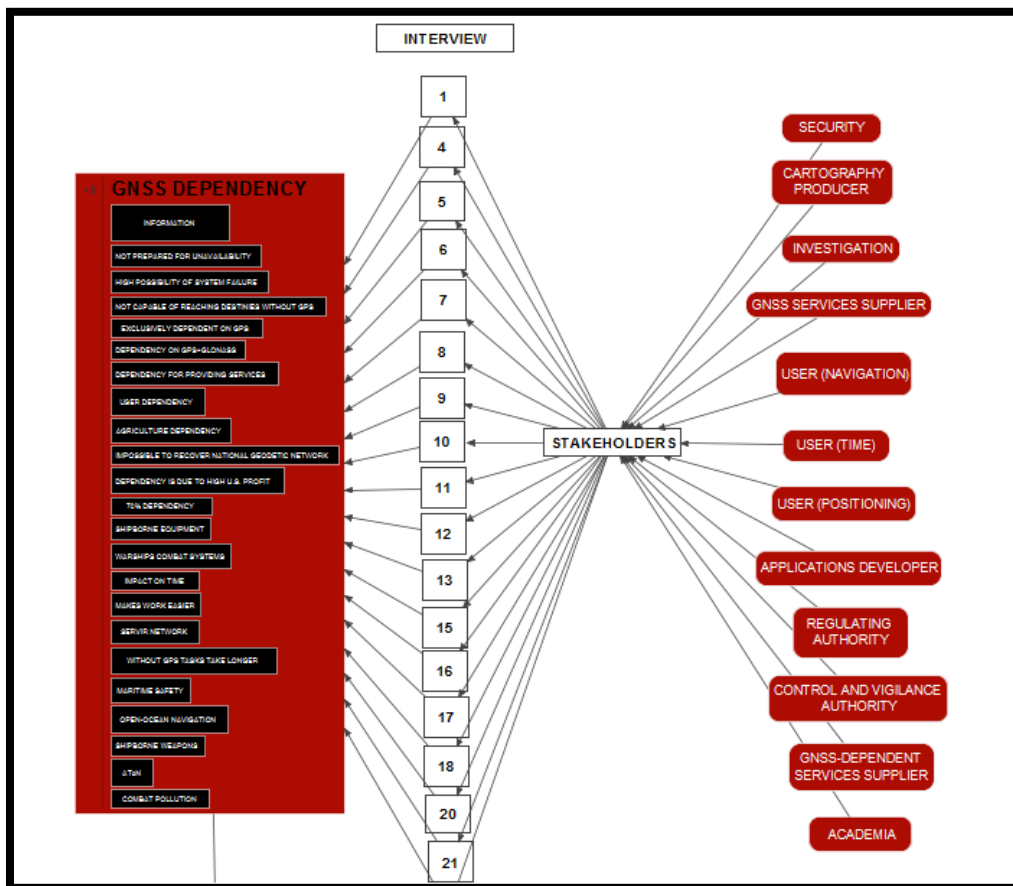 INTERVIEW
1
4
5
6
7
8
9
10
11
12
13
15
16
17
18
20
21
GNSS DEPENDENCY
INFORMATION
NOT PREPARED FOR UNAVAILABILITY
HIGH POSSIBILITY OF SYSTEM FAILURE
NOT CAPABLE OF REACHING DESTINIES WITHOUT GPS
EXCLUSIVELY DEPENDENT ON GPS
DEPENDENCY ON GPS+GLONASS
DEPENDENCY FOR PROVIDING SERVICES
USER DEPENDENCY
AGRICULTURE DEPENDENCY
IMPOSSIBLE TO RECOVER NATIONAL GEODETIC NETWORK
DEPENDENCY IS DUE TO HIGH U.S. PROFIT
70% DEPENDENCY
SHIPBORNE EQUIPMENT
WARSHIPS COMBAT SYSTEMS
IMPACT ON TIME
MAKES WORK EASIER
SERVIR NETWORK
WITHOUT GPS TASKS TAKE LONGER
MARITIME SAFETY
OPEN-OCEAN NAVIGATION
SHIPBORNE WEAPONS
AToN
COMBAT POLLUTION
STAKEHOLDERS
SECURITY
CARTOGRAPHY
PRODUCER
INVESTIGATION
GNSS SERVICES SUPPLIER
USER (NAVIGATION)
USER (TIME)
USER (POSITIONING)
APPLICATIONS DEVELOPER
REGULATING
AUTHORITY
CONTROL AND VIGILANCE
AUTHORITY
GNSS-DEPENDENT
SERVICES SUPPLIER
ACADEMIA